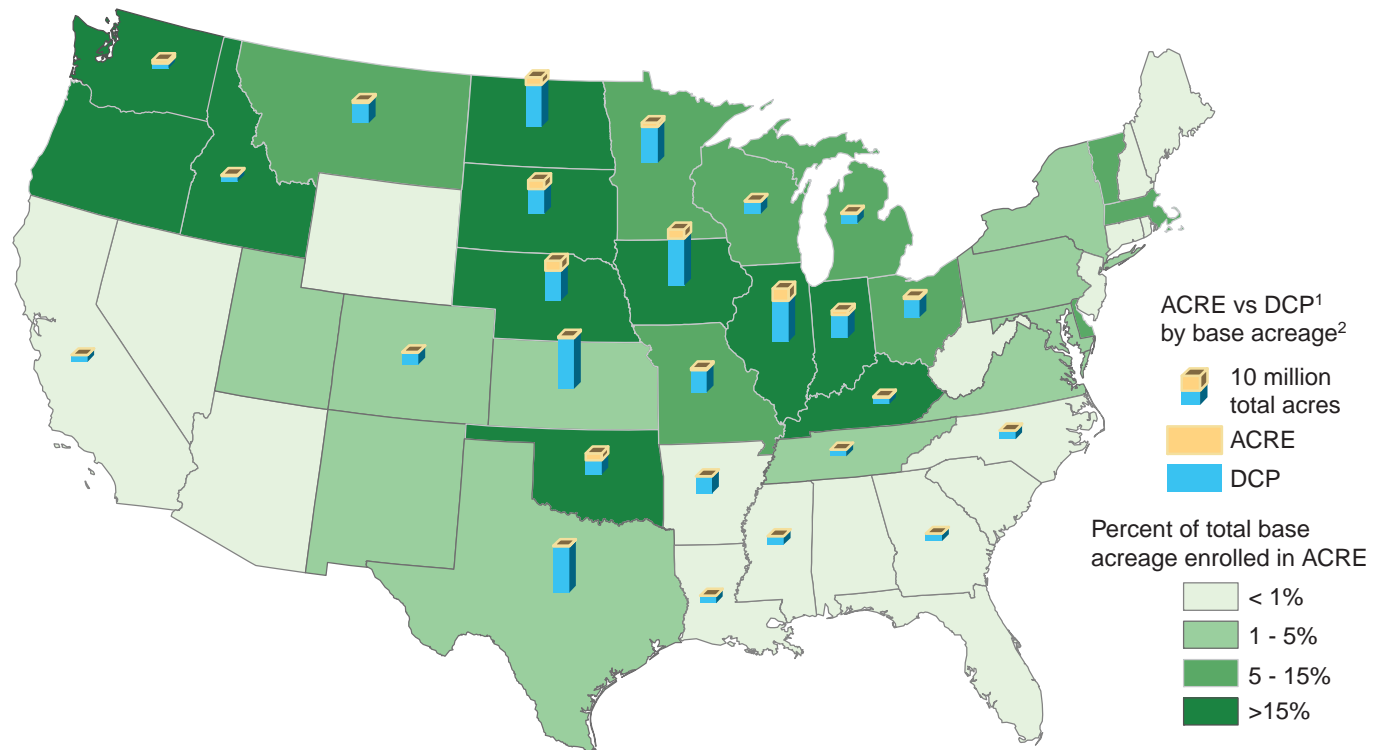 ACRE vs DCP¹
by base acreage²
10 million
total acres
ACRE
DCP
Percent of total base
acreage enrolled in ACRE
< 1%
1 - 5%
5 - 15%
>15%